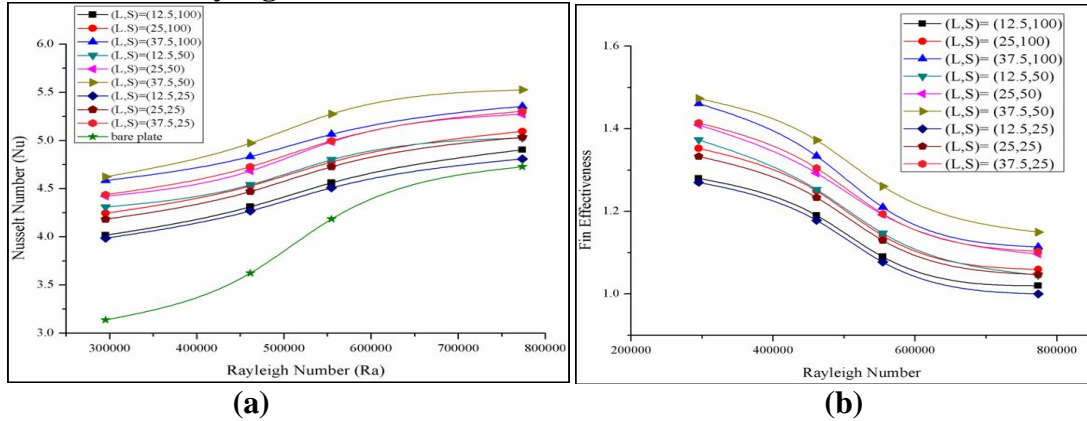 (L,S)=(12.5,100)
(L.S)=(25,100)
(L,S)=(37.5,100)
(L,S)=(12.5,50)
(L,S)=(25,50)
(L,S)=(37.5,50)
(L,S)=(12.5,25)
(L,S)=(25,25)
(L,S)=(37.5,25)
bare plate
6.0
5.5
5.0
4.5
4.0
3.5
3.0
Nusselt Number (Nu)
300000 400000 500000 600000 700000 800000
Rayleigh Number (Ra)
(a)
(L,S)= (12.5,100)
(L,S)= (25,100)
(L,S)= (37.5,100)
(L,S)= (12.5,50)
(L,S)= (25,50)
(L,S)= (37.5,50)
(L,S)= (12.5,25)
(L,S)= (25,25)
(L,S)= (37.5,25)
1.6
1.4
1.2
1.0
Fin Effectiveness
200000 400000 600000 800000
Rayleigh Number
(b)